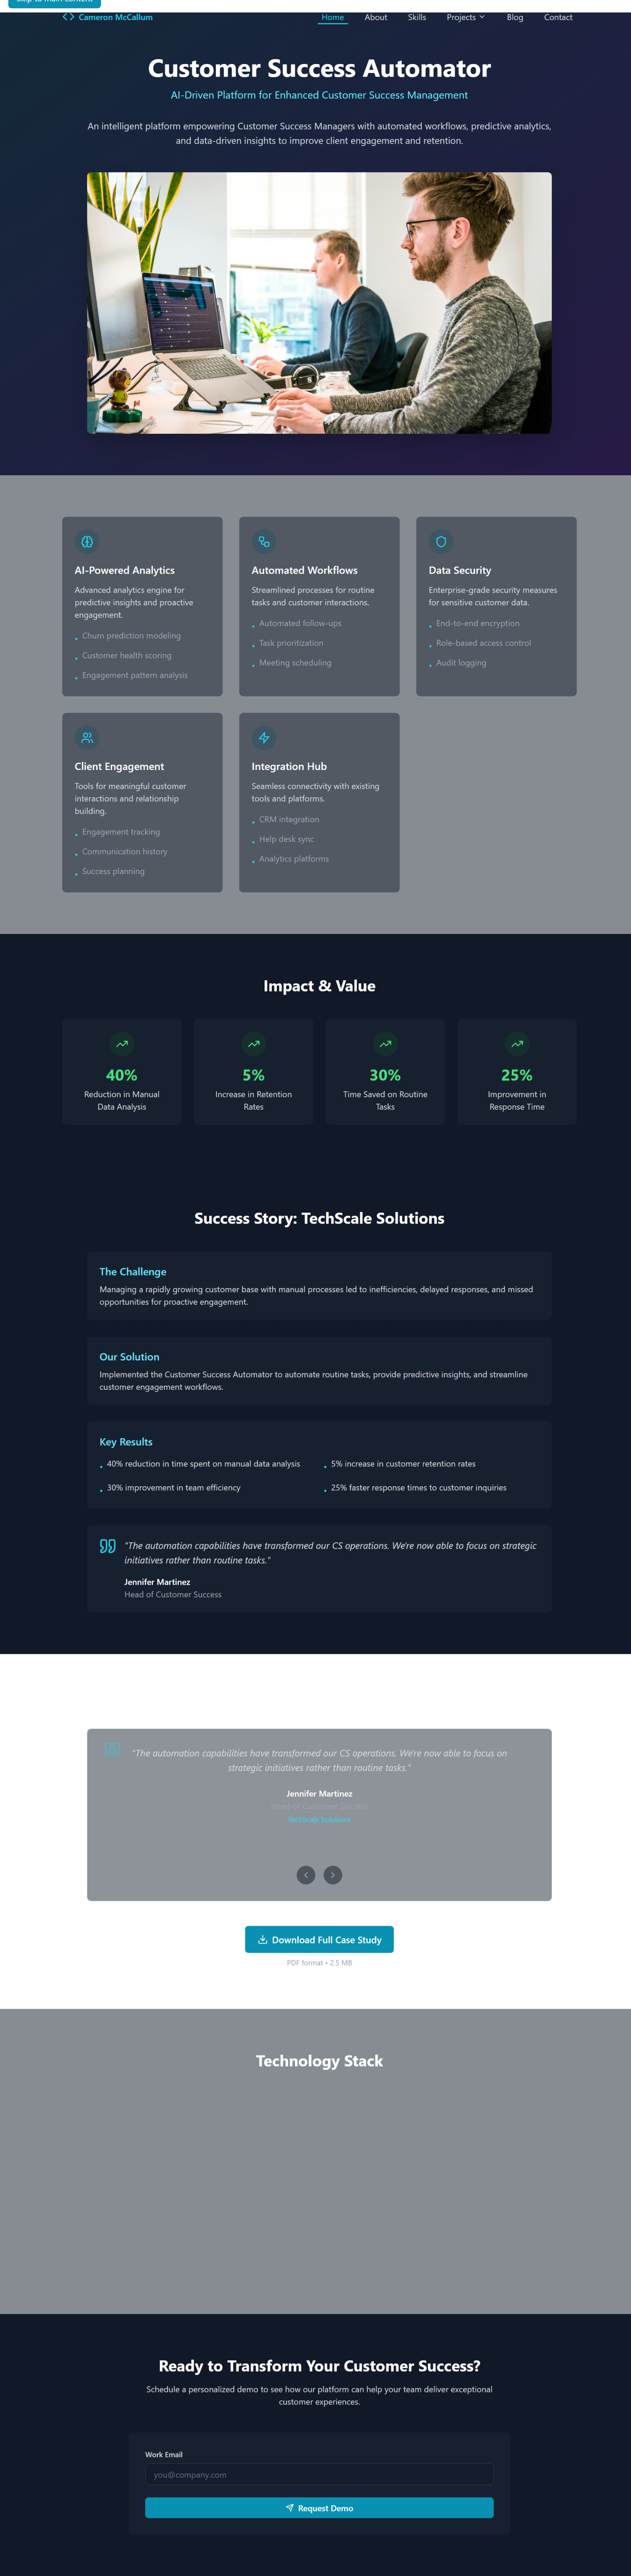 Skip to main content
Cameron McCallum
Home
About
Skills
Projects
Blog
Contact
Customer Success Automator
AI-Driven Platform for Enhanced Customer Success Management
An intelligent platform empowering Customer Success Managers with automated workflows, predictive analytics,
and data-driven insights to improve client engagement and retention.
AI-Powered Analytics
Advanced analytics engine for
predictive insights and proactive
engagement.
• Churn prediction modeling
• Customer health scoring
• Engagement pattern analysis
Automated Workflows
Streamlined processes for routine
tasks and customer interactions.
• Automated follow-ups
• Task prioritization
• Meeting scheduling
Data Security
Enterprise-grade security measures
for sensitive customer data.
• End-to-end encryption
• Role-based access control
• Audit logging
Client Engagement
Tools for meaningful customer
interactions and relationship
building.
• Engagement tracking
• Communication history
• Success planning
Integration Hub
Seamless connectivity with existing
tools and platforms.
• CRM integration
• Help desk sync
• Analytics platforms
Impact & Value
40%
Reduction in Manual
Data Analysis
5%
Increase in Retention
Rates
30%
Time Saved on Routine
Tasks
25%
Improvement in
Response Time
Success Story: TechScale Solutions
The Challenge
Managing a rapidly growing customer base with manual processes led to inefficiencies, delayed responses, and missed
opportunities for proactive engagement.
Our Solution
Implemented the Customer Success Automator to automate routine tasks, provide predictive insights, and streamline
customer engagement workflows.
Key Results
• 40% reduction in time spent on manual data analysis
• 5% increase in customer retention rates
• 30% improvement in team efficiency
• 25% faster response times to customer inquiries
"The automation capabilities have transformed our CS operations. We're now able to focus on strategic
initiatives rather than routine tasks."
Jennifer Martinez
Head of Customer Success
"The automation capabilities have transformed our CS operations. We're now able to focus on
strategic initiatives rather than routine tasks."
Jennifer Martinez
Head of Customer Success
TechScale Solutions
Download Full Case Study
PDF format • 2.5 MB
Technology Stack
Ready to Transform Your Customer Success?
Schedule a personalized demo to see how our platform can help your team deliver exceptional
customer experiences.
Work Email
you@company.com
Request Demo